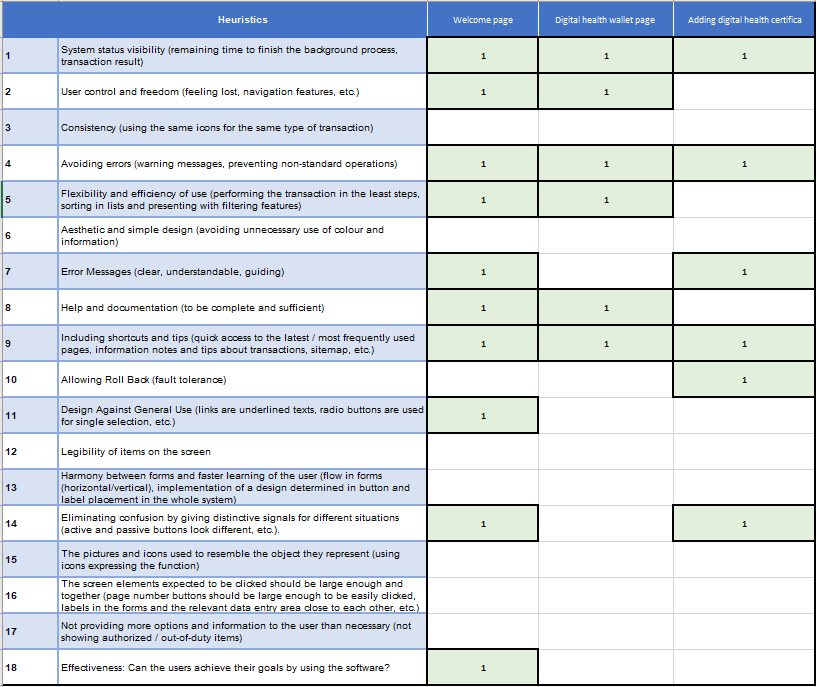 Heuristics Welcome page Digital health wallet page Adding digital health certifica
1 System status visibility (remaining time to finish the background process, 1 1 1
transaction result)
2 User control and freedom (feeling lost, navigation features, etc.) 1 1
3 Consistency (using the same icons for the same type of transaction)
4 Avoiding errors (warning messages, preventing non-standard operations) 1 1 1
5 Flexibility and efficiency of use (performing the transaction in the least steps, 1 1
sorting in lists and presenting with filtering features)
6 Aesthetic and simple design (avoiding unnecessary use of colour and
information)
7 Error Messages (clear, understandable, guiding) 1 1
8 Help and documentation (to be complete and sufficient) 1 1
9 Including shortcuts and tips (quick access to the latest / most frequently used 1 1 1
pages, information notes and tips about transactions, sitemap, etc.)
10 Allowing Roll Back (fault tolerance) 1
11 Design Against General Use (links are underlined texts, radio buttons are used 1
for single selection, etc.)
12 Legibility of items on the screen
13 Harmony between forms and faster learning of the user (flow in forms
(horizontal/vertical), implementation of a design determined in button and
label placement in the whole system)
14 Eliminating confusion by giving distinctive signals for different situations 1 1
(active and passive buttons look different, etc.).
15 The pictures and icons used to resemble the object they represent (using
icons expressing the function)
16 The screen elements expected to be clicked should be large enough and
together (page number buttons should be large enough to be easily clicked,
labels in the forms and the relevant data entry area close to each other, etc.)
17 Not providing more options and information to the user than necessary (not
showing authorized / out-of-duty items)
18 Effectiveness: Can the users achieve their goals by using the software? 1